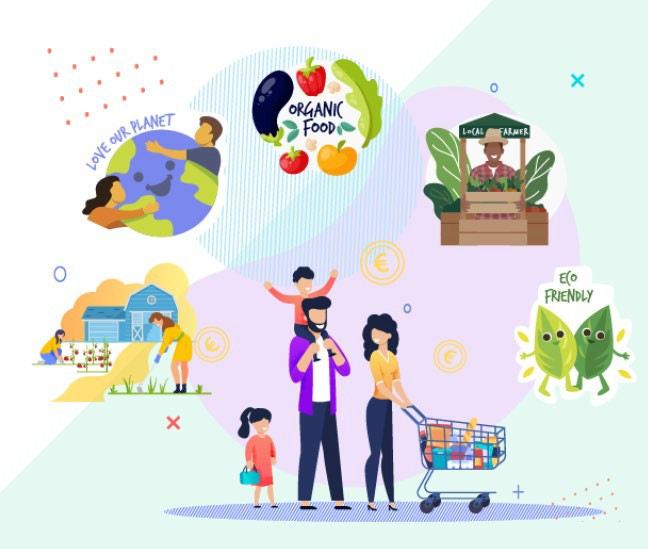 LOVE OUR PLANET
ORGANIC
FOOD
LOCAL FARMER
ECO
FRIENDLY
€
€
€